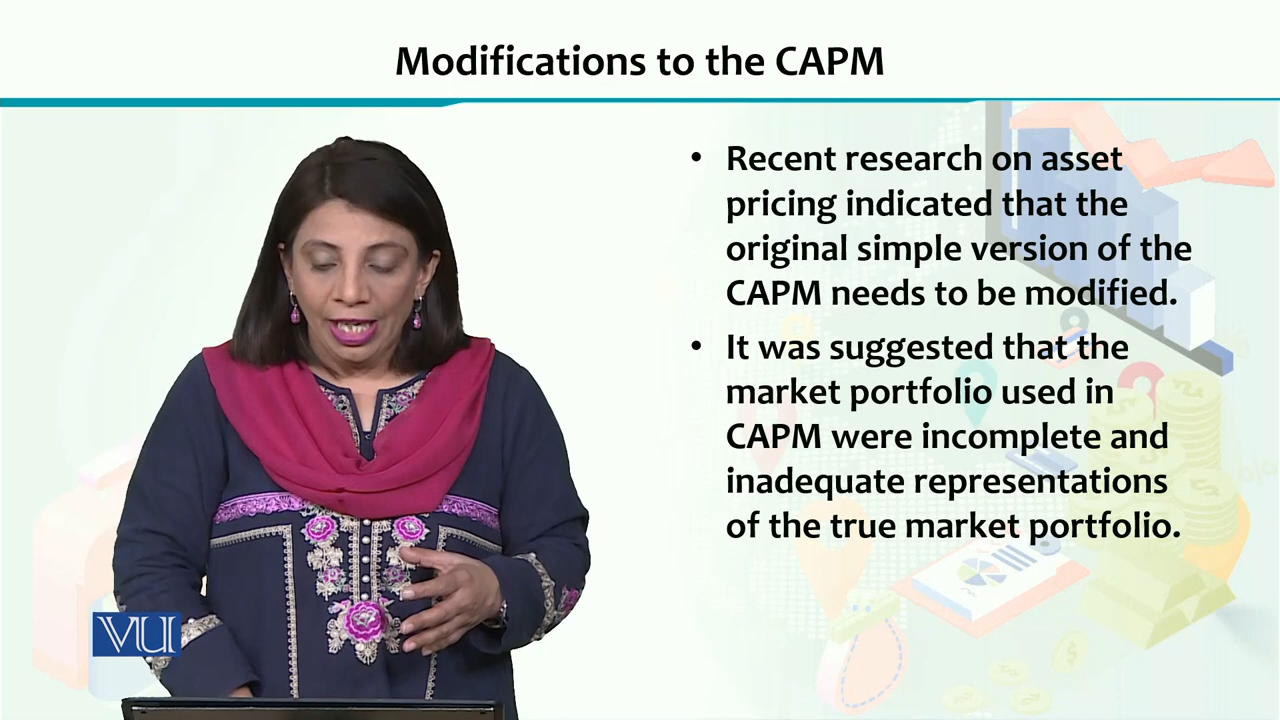 Modifications to the CAPM
• Recent research on asset
pricing indicated that the
original simple version of the
CAPM needs to be modified.
• It was suggested that the
market portfolio used in
CAPM were incomplete and
inadequate representations
of the true market portfolio.
VU